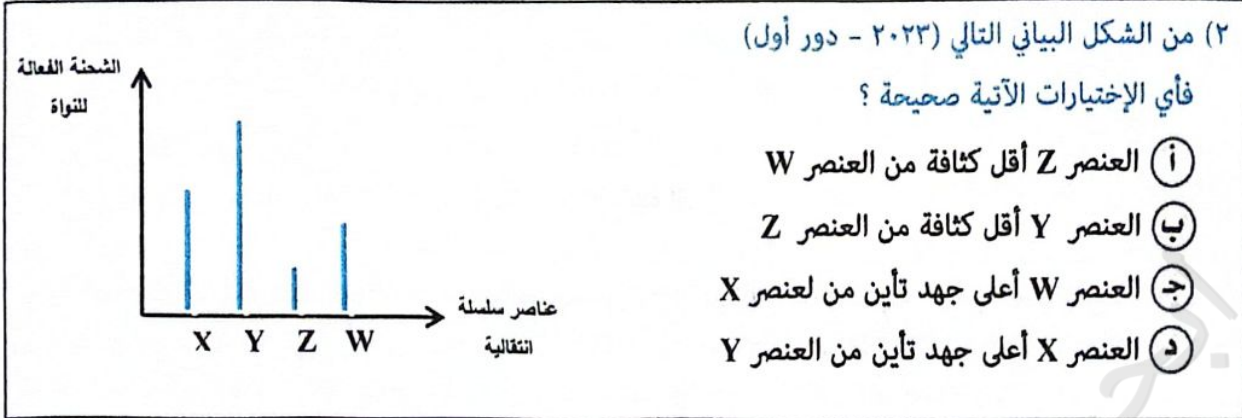 ٢) من الشكل البياني التالي (٢٠٢٣ - دور أول)
فأي الإختيارات الآتية صحيحة ؟
أ العنصر Z أقل كثافة من العنصر W
ب العنصر Y أقل كثافة من العنصر Z
ج العنصر W أعلى جهد تأين من لعنصر X
د العنصر X أعلى جهد تأين من العنصر Y
الشحنة الفعالة
للنواة
عناصر سلسلة
انتقالية
X Y Z W